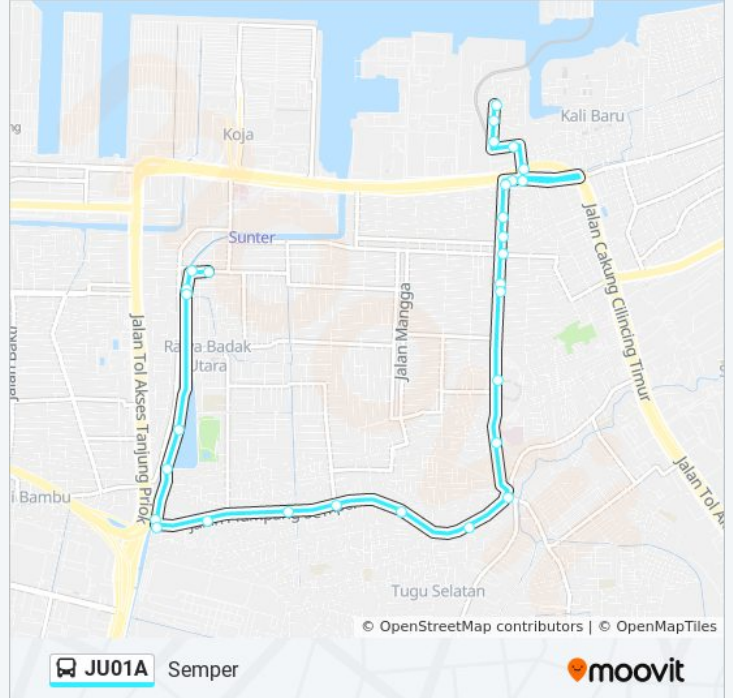 ng
Koja
Kali Baru
Sunter
Jalan Cakung Cilincing Timur
Jalan Mangga
Jalan Tol Akses Tanjung Priok
Rawa Badak
Utara
i Bambu
Jalan Tol A
Tugu Selatan
© OpenStreetMap contributors | © OpenMapTiles
JU01A Semper
moovit